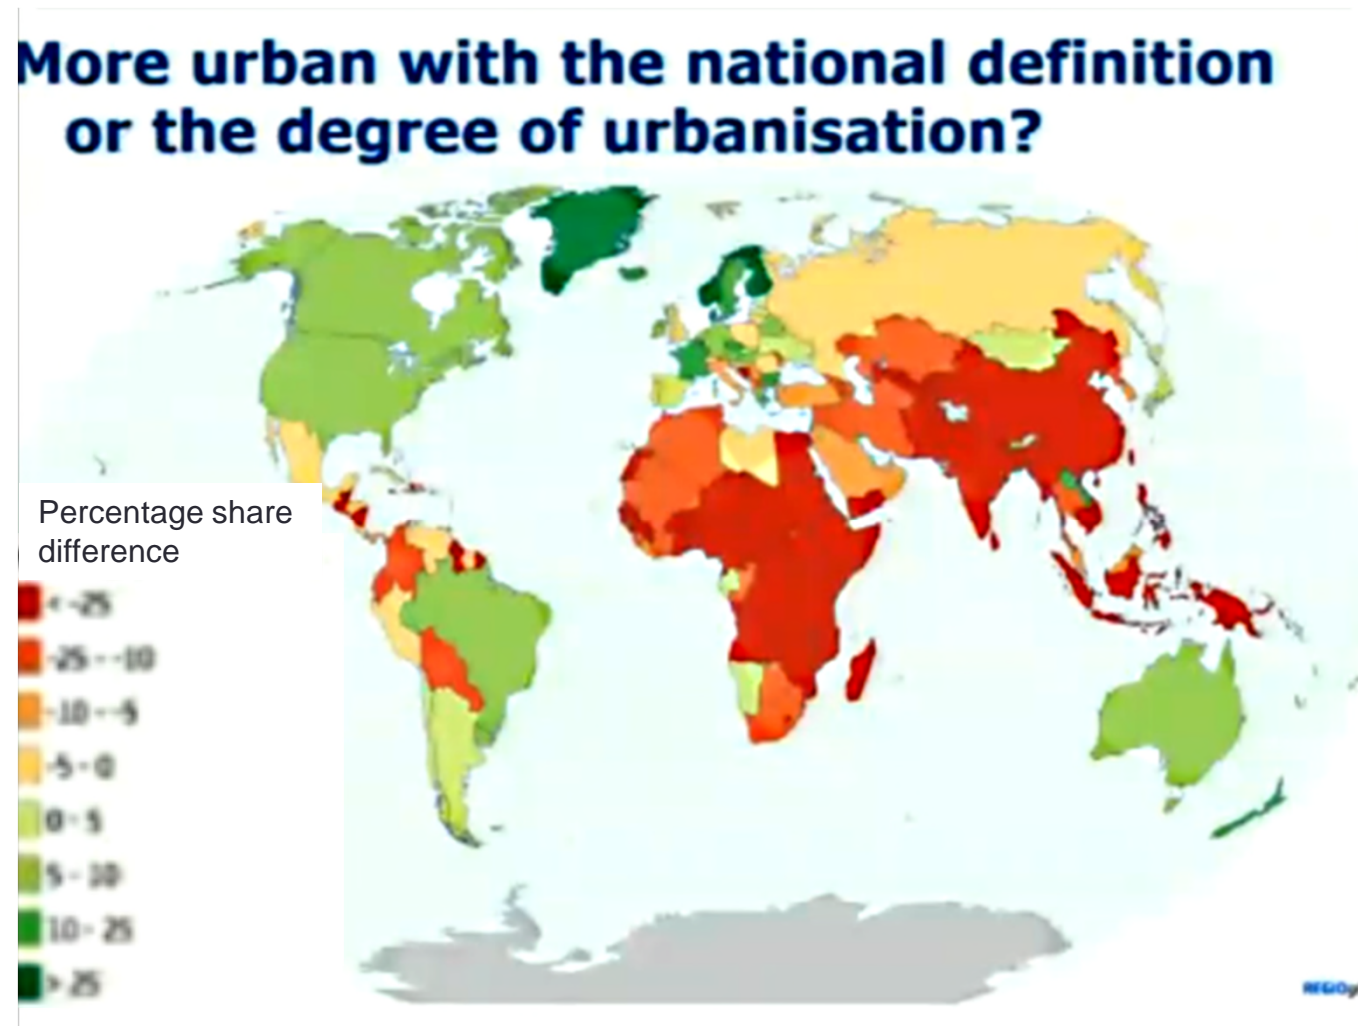 More urban with the national definition
or the degree of urbanisation?
Percentage share
difference
< -25
-25 - -10
-10 - -5
-5 - 0
0 - 5
5 - 10
10 - 25
> 25